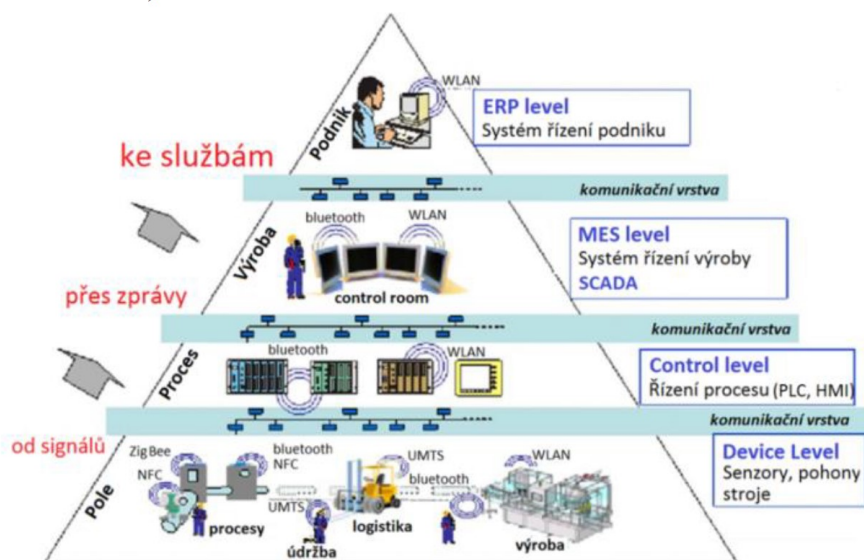 WLAN
Podnik
ERP level
Systém řízení podniku
ke službám
komunikační vrstva
Výroba
bluetooth
WLAN
control room
MES level
Systém řízení výroby
SCADA
přes zprávy
komunikační vrstva
Proces
bluetooth
WLAN
Control level
Řízení procesu (PLC, HMI)
komunikační vrstva
od signálů
Pole
ZigBee
NFC
bluetooth
NFC
UMTS
bluetooth
WLAN
UMTS
procesy
údržba
logistika
výroba
Device Level
Senzory, pohony
stroje